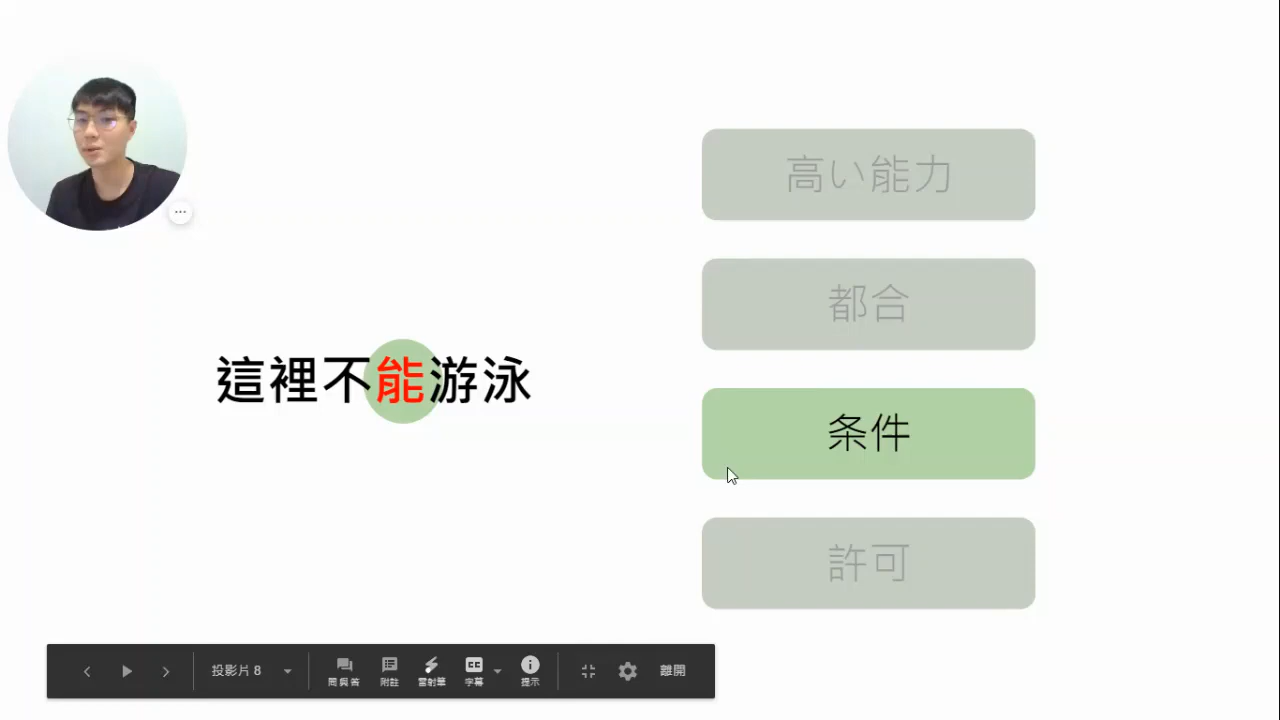 高い能力
都合
這裡不能游泳
条件
許可
投影片 8
問與答
附註
雷射筆
CC
字幕
提示
離開